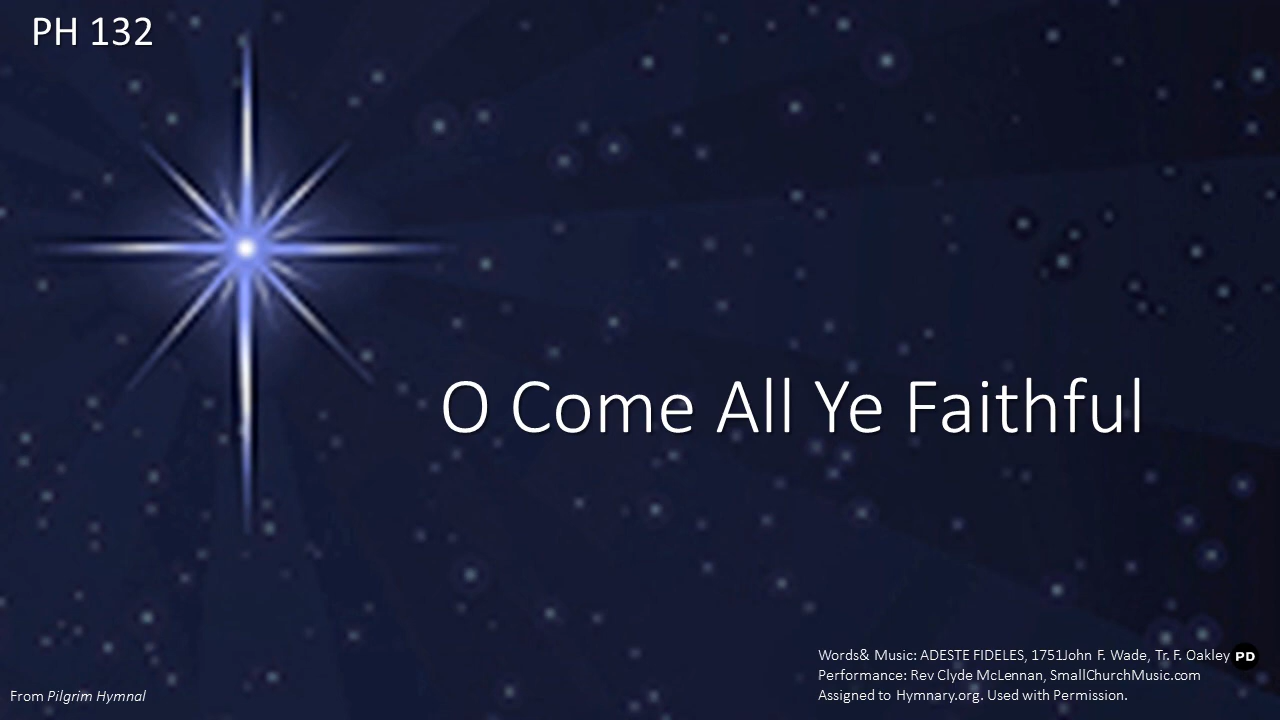 PH 132
O Come All Ye Faithful
Words& Music: ADESTE FIDELES, 1751John F. Wade, Tr. F. Oakley PD
Performance: Rev Clyde McLennan, SmallChurchMusic.com
Assigned to Hymnary.org. Used with Permission.
From Pilgrim Hymnal